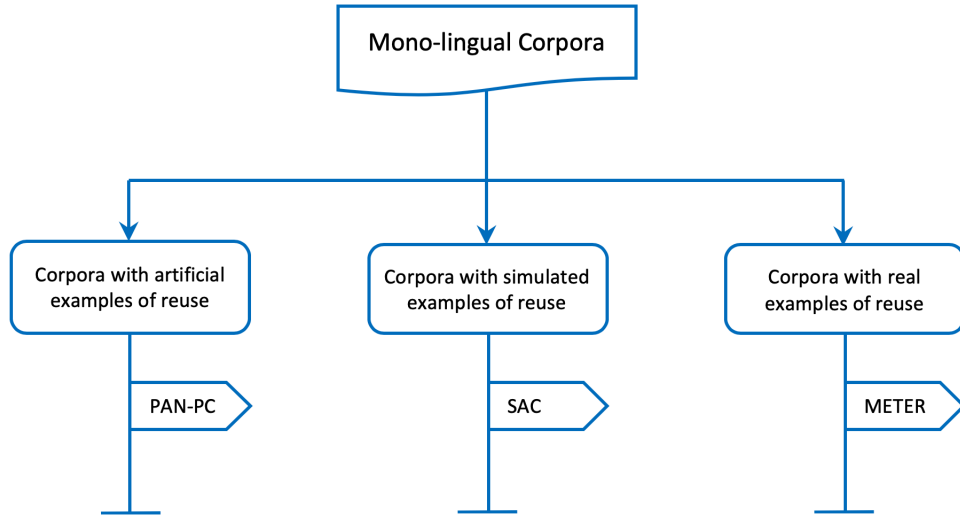 Mono-lingual Corpora
Corpora with artificial
examples of reuse
Corpora with simulated
examples of reuse
Corpora with real
examples of reuse
PAN-PC
SAC
METER